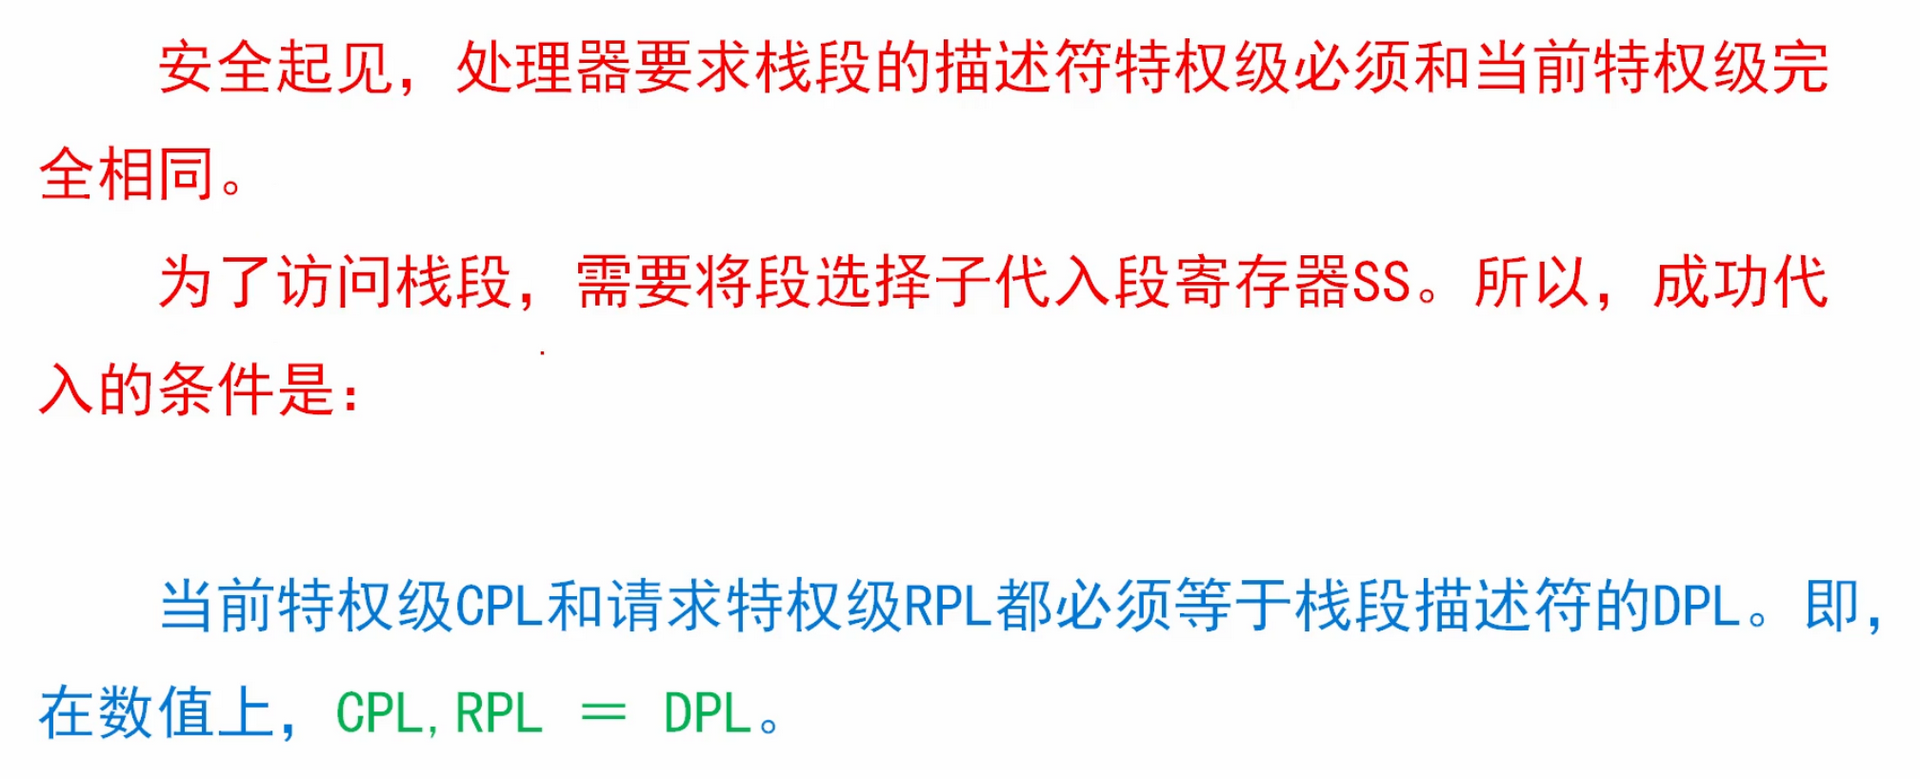 安全起见，处理器要求栈段的描述符特权级必须和当前特权级完
全相同。
为了访问栈段，需要将段选择子代入段寄存器SS。所以，成功代
入的条件是：
当前特权级CPL和请求特权级RPL都必须等于栈段描述符的DPL。即，
在数值上，CPL,RPL = DPL。